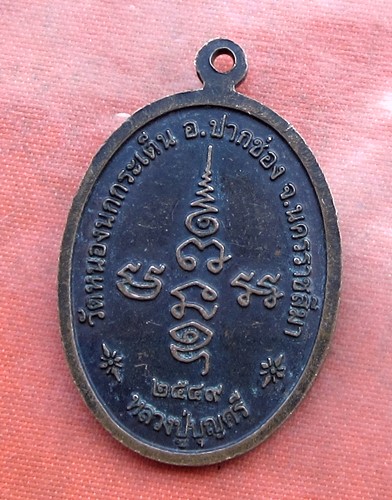 วัดหนองนกกระเต็น อ.ปากช่อง จ.นครราชสีมา
๒๕๔๙
หลวงปู่บุญศรี